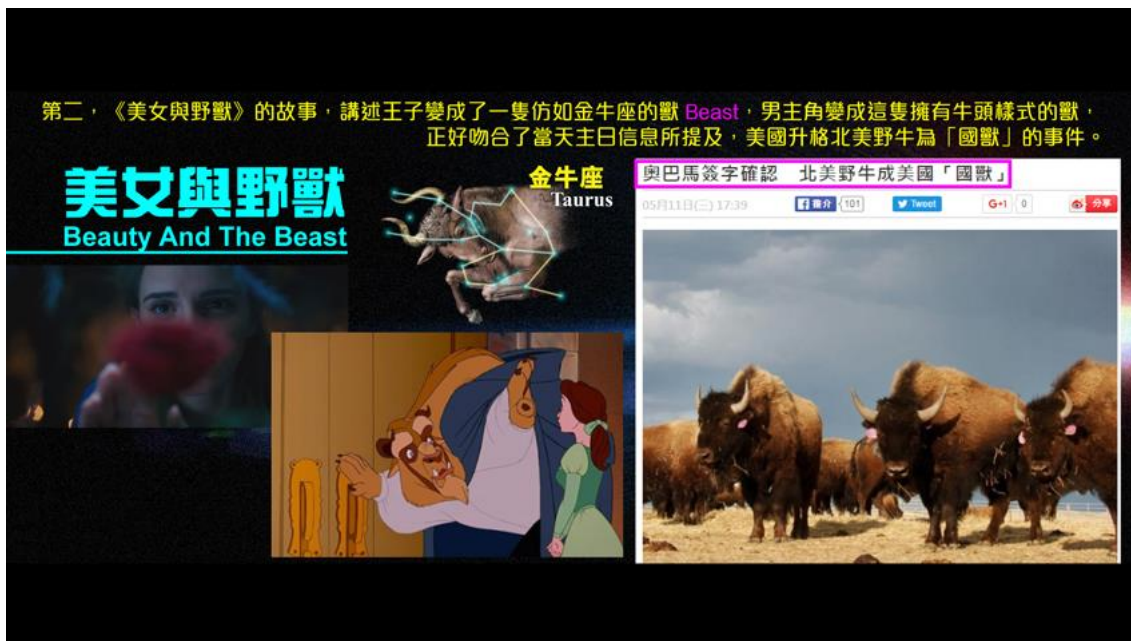 第二，《美女與野獸》的故事，講述王子變成了一隻仿如金牛座的獸 Beast，男主角變成這隻擁有牛頭樣式的獸，
正好吻合了當天主日信息所提及，美國升格北美野牛為「國獸」的事件。
美女與野獸
Beauty And The Beast
金牛座
Taurus
奧巴馬簽字確認　北美野牛成美國「國獸」
05月11日(三) 17:39
推介 101
Tweet
G+1 0
分享